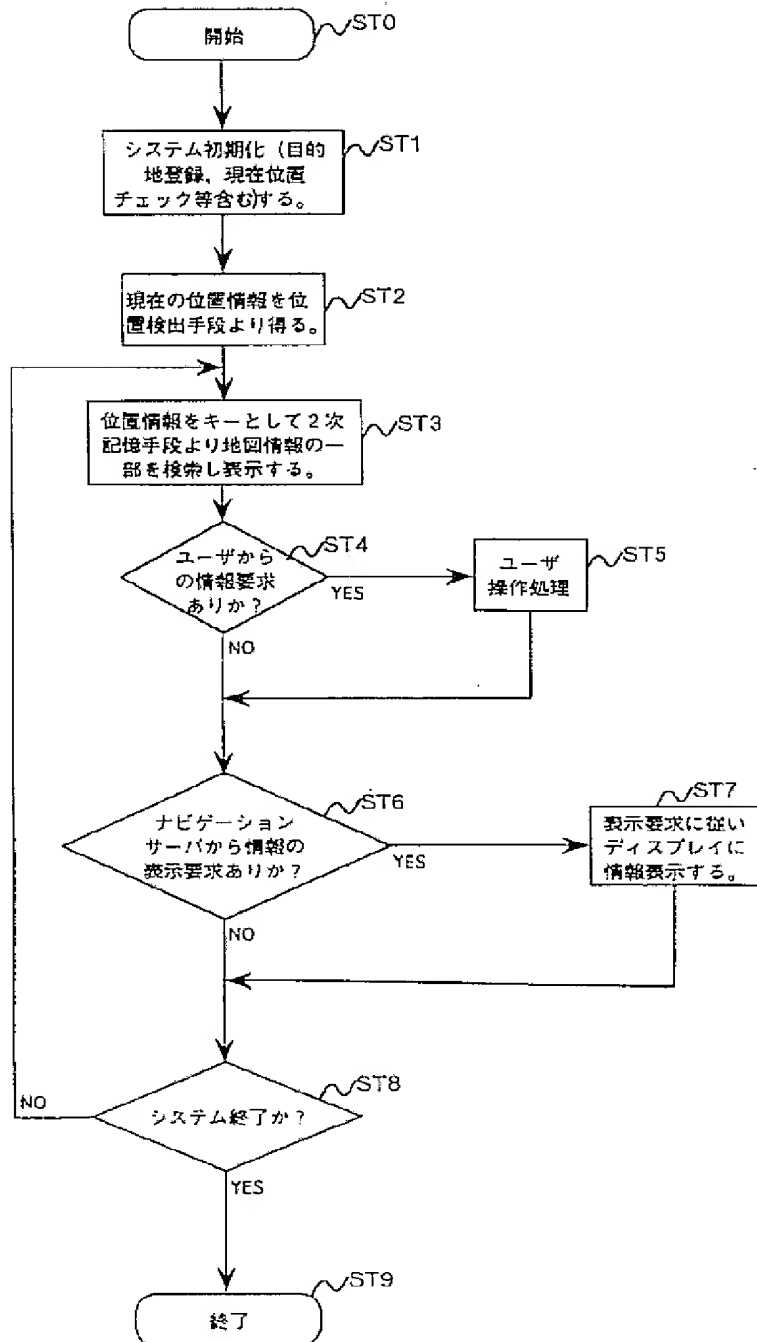 開始
ST0
システム初期化（目的
地登録、現在位置
チェック等含む)する。
ST1
現在の位置情報を位
置検出手段より得る。
ST2
位置情報をキーとして２次
記憶手段より地図情報の一
部を検索し表示する。
ST3
ユーザから
の情報要求
ありか？
ST4
YES
NO
ユーザ
操作処理
ST5
ナビゲーション
サーバから情報の
表示要求ありか？
ST6
YES
NO
ST7
表示要求に従い
ディスプレイに
情報表示する。
システム終了か？
ST8
NO
YES
終了
ST9